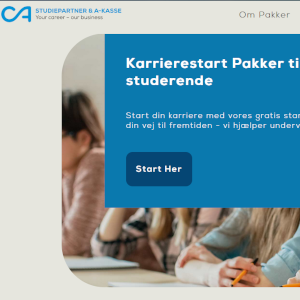 CA STUDIEPARTNER & A-KASSE
Your career - our business
Om Pakker
Karrierestart Pakker ti
studerende
Start din karriere med vores gratis star
din vej til fremtiden - vi hjælper underv
Start Her